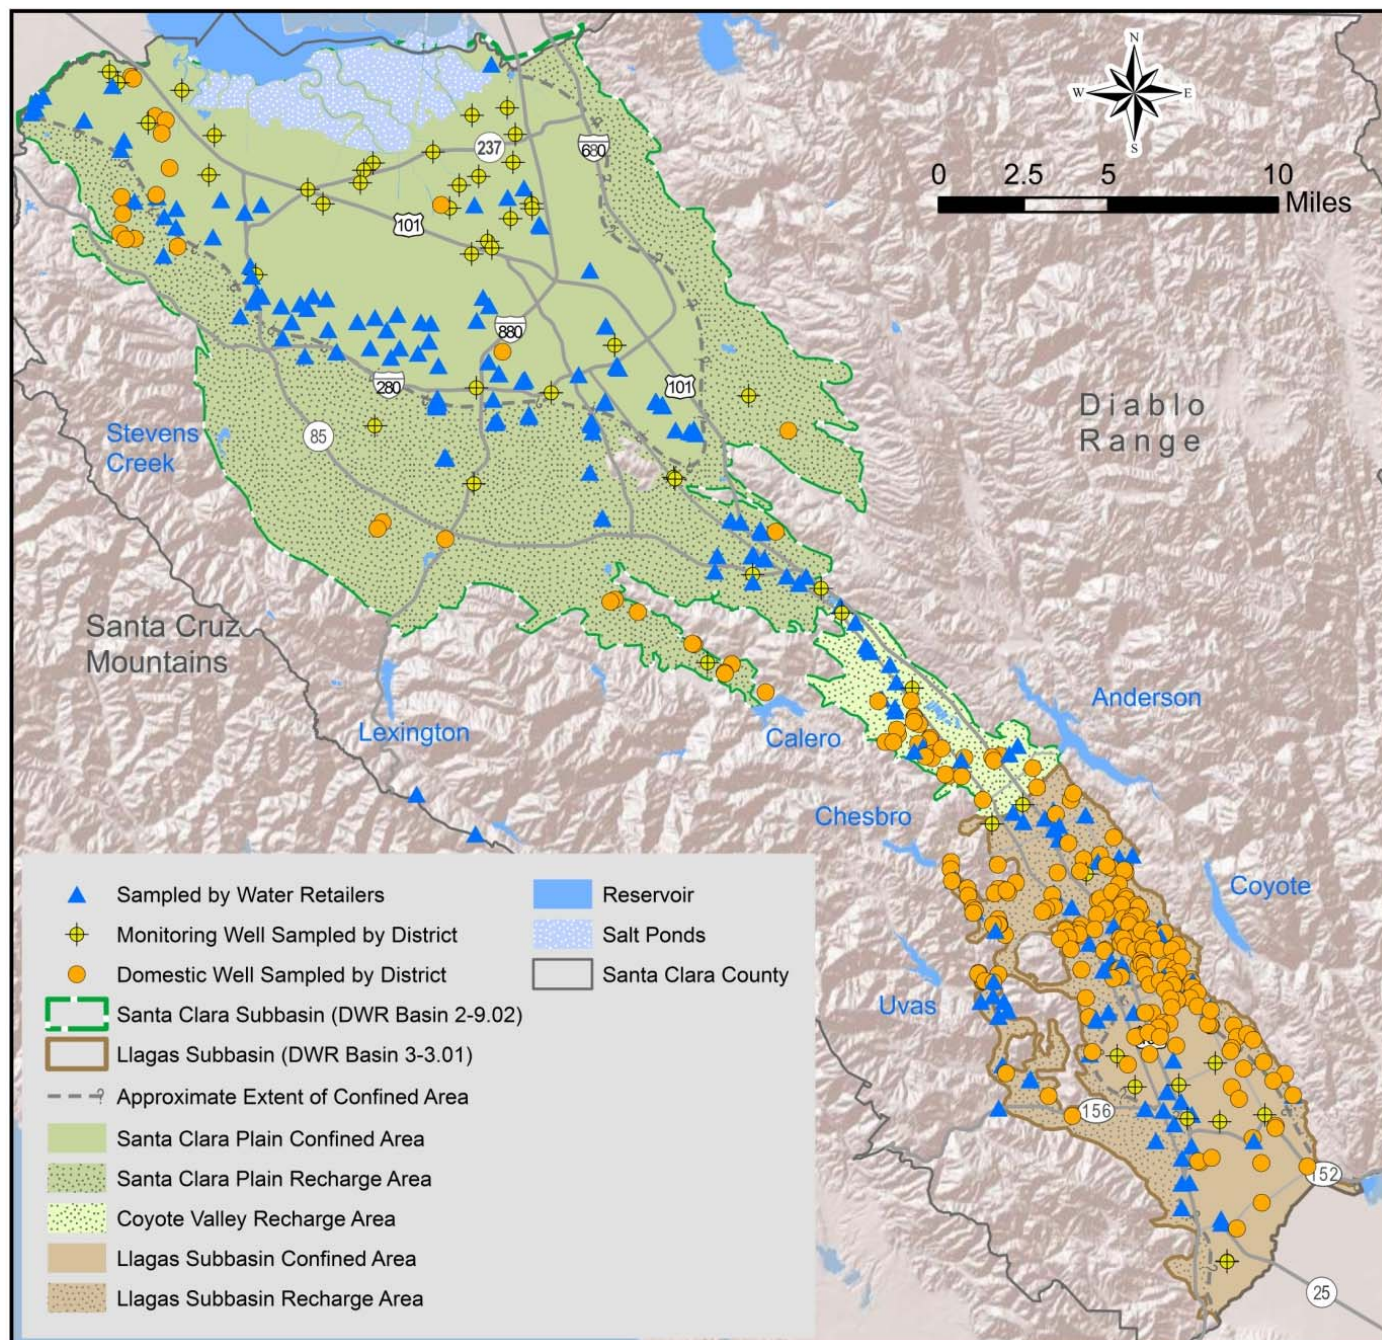 N
W E
S
0 2.5 5 10
Miles
237
680
101
880
280
101
85
Stevens
Creek
Diablo
Range
Santa Cruz
Mountains
Lexington
Calero
Anderson
Chesbro
Coyote
Uvas
156
152
25
Sampled by Water Retailers
Monitoring Well Sampled by District
Domestic Well Sampled by District
Santa Clara Subbasin (DWR Basin 2-9.02)
Llagas Subbasin (DWR Basin 3-3.01)
Approximate Extent of Confined Area
Santa Clara Plain Confined Area
Santa Clara Plain Recharge Area
Coyote Valley Recharge Area
Llagas Subbasin Confined Area
Llagas Subbasin Recharge Area
Reservoir
Salt Ponds
Santa Clara County